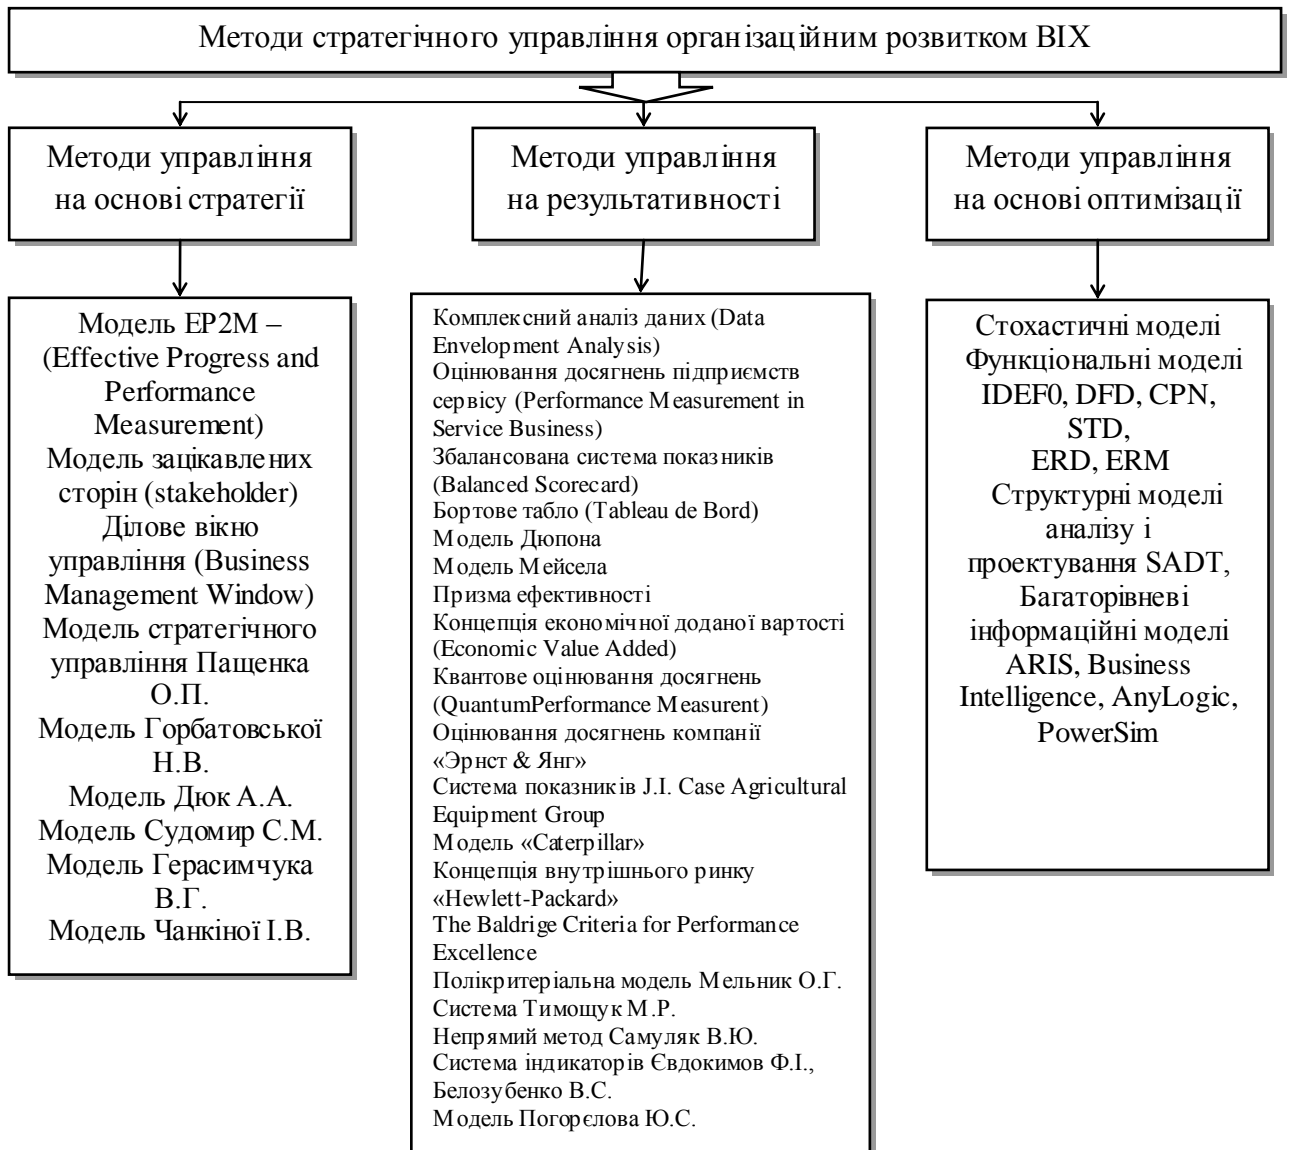 Методи стратегічного управління організаційним розвитком ВІХ
Методи управління
на основі стратегії
Методи управління
на результативності
Методи управління
на основі оптимізації
Модель EP2M –
(Effective Progress and
Performance
Measurement)
Модель зацікавлених
сторін (stakeholder)
Ділове вікно
управління (Business
Management Window)
Модель стратегічного
управління Пащенка
О.П.
Модель Горбатовської
Н.В.
Модель Дюк А.А.
Модель Судомир С.М.
Модель Герасимчука
В.Г.
Модель Чанкіної І.В.
Комплексний аналіз даних (Data
Envelopment Analysis)
Оцінювання досягнень підприємств
сервісу (Performance Measurement in
Service Business)
Збалансована система показників
(Balanced Scorecard)
Бортове табло (Tableau de Bord)
Модель Дюпона
Модель Мейсела
Призма ефективності
Концепція економічної доданої вартості
(Economic Value Added)
Квантове оцінювання досягнень
(QuantumPerformance Measurent)
Оцінювання досягнень компанії
«Эрнст & Янг»
Система показників J.I. Case Agricultural
Equipment Group
Модель «Caterpillar»
Концепція внутрішнього ринку
«Hewlett-Packard»
The Baldrige Criteria for Performance
Excellence
Полікритеріальна модель Мельник О.Г.
Система Тимощук М.Р.
Непрямий метод Самуляк В.Ю.
Система індикаторів Євдокимов Ф.І.,
Белозубенко В.С.
Модель Погорєлова Ю.С.
Стохастичні моделі
Функціональні моделі
IDEF0, DFD, CPN,
STD,
ERD, ERM
Структурні моделі
аналізу і
проектування SADT,
Багаторівневі
інформаційні моделі
ARIS, Business
Intelligence, AnyLogic,
PowerSim